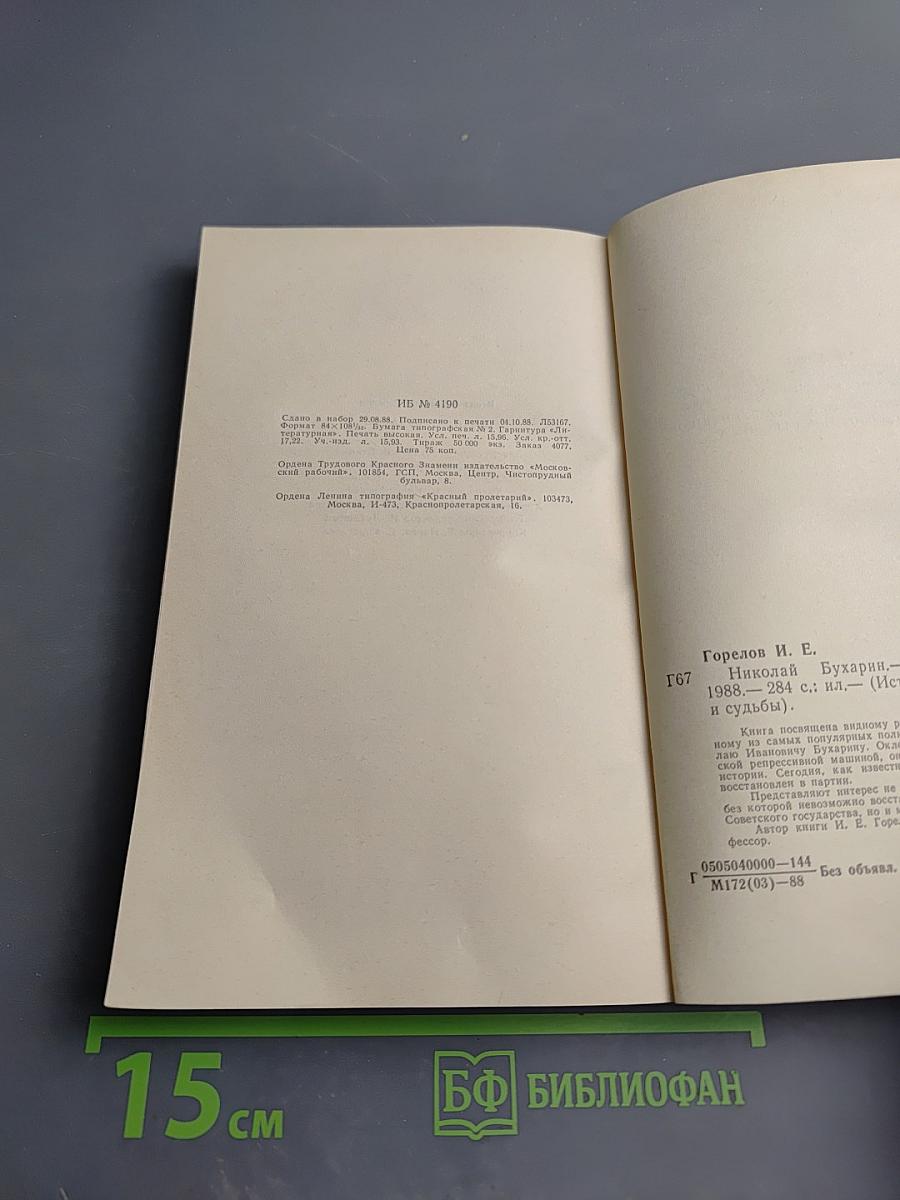 ИБ № 4190
Сдано в набор 29.08.88. Подписано к печати 04.10.88. Л53167.
Формат 84×108¹/₃₂. Бумага типографская № 2. Гарнитура «Ли-
тературная». Печать высокая. Усл. печ. л. 15,96. Усл. кр.-отт.
17,22. Уч.-изд. л. 15,93. Тираж 50 000 экз. Заказ 4077.
Цена 75 коп.
Ордена Трудового Красного Знамени издательство «Москов-
ский рабочий». 101854, ГСП, Москва, Центр, Чистопрудный
бульвар, 8.
Ордена Ленина типография «Красный пролетарий». 103473,
Москва, И-473, Краснопролетарская, 16.
Горелов И. Е.
Г67 Николай Бухарин.—
1988.— 284 с.: ил.— (Ист
и судьбы).
Книга посвящена видному р
ному из самых популярных поли
лаю Ивановичу Бухарину. Окле
ской репрессивной машиной, он
истории. Сегодня, как извести
восстановлен в партии.
Представляют интерес не
без которой невозможно восста
Советского государства, но и м
Автор книги И. Е. Горел
фессор.
Г 0505040000—144
М172(03)—88 Без объявл.
15 см
БФ БИБЛИОФАН